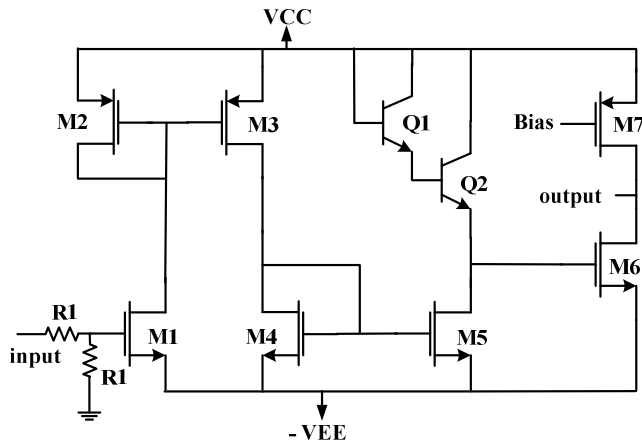 VCC
M2
M3
Q1
Bias
M7
Q2
output
M6
R1
M1
M4
M5
input
R1
- VEE